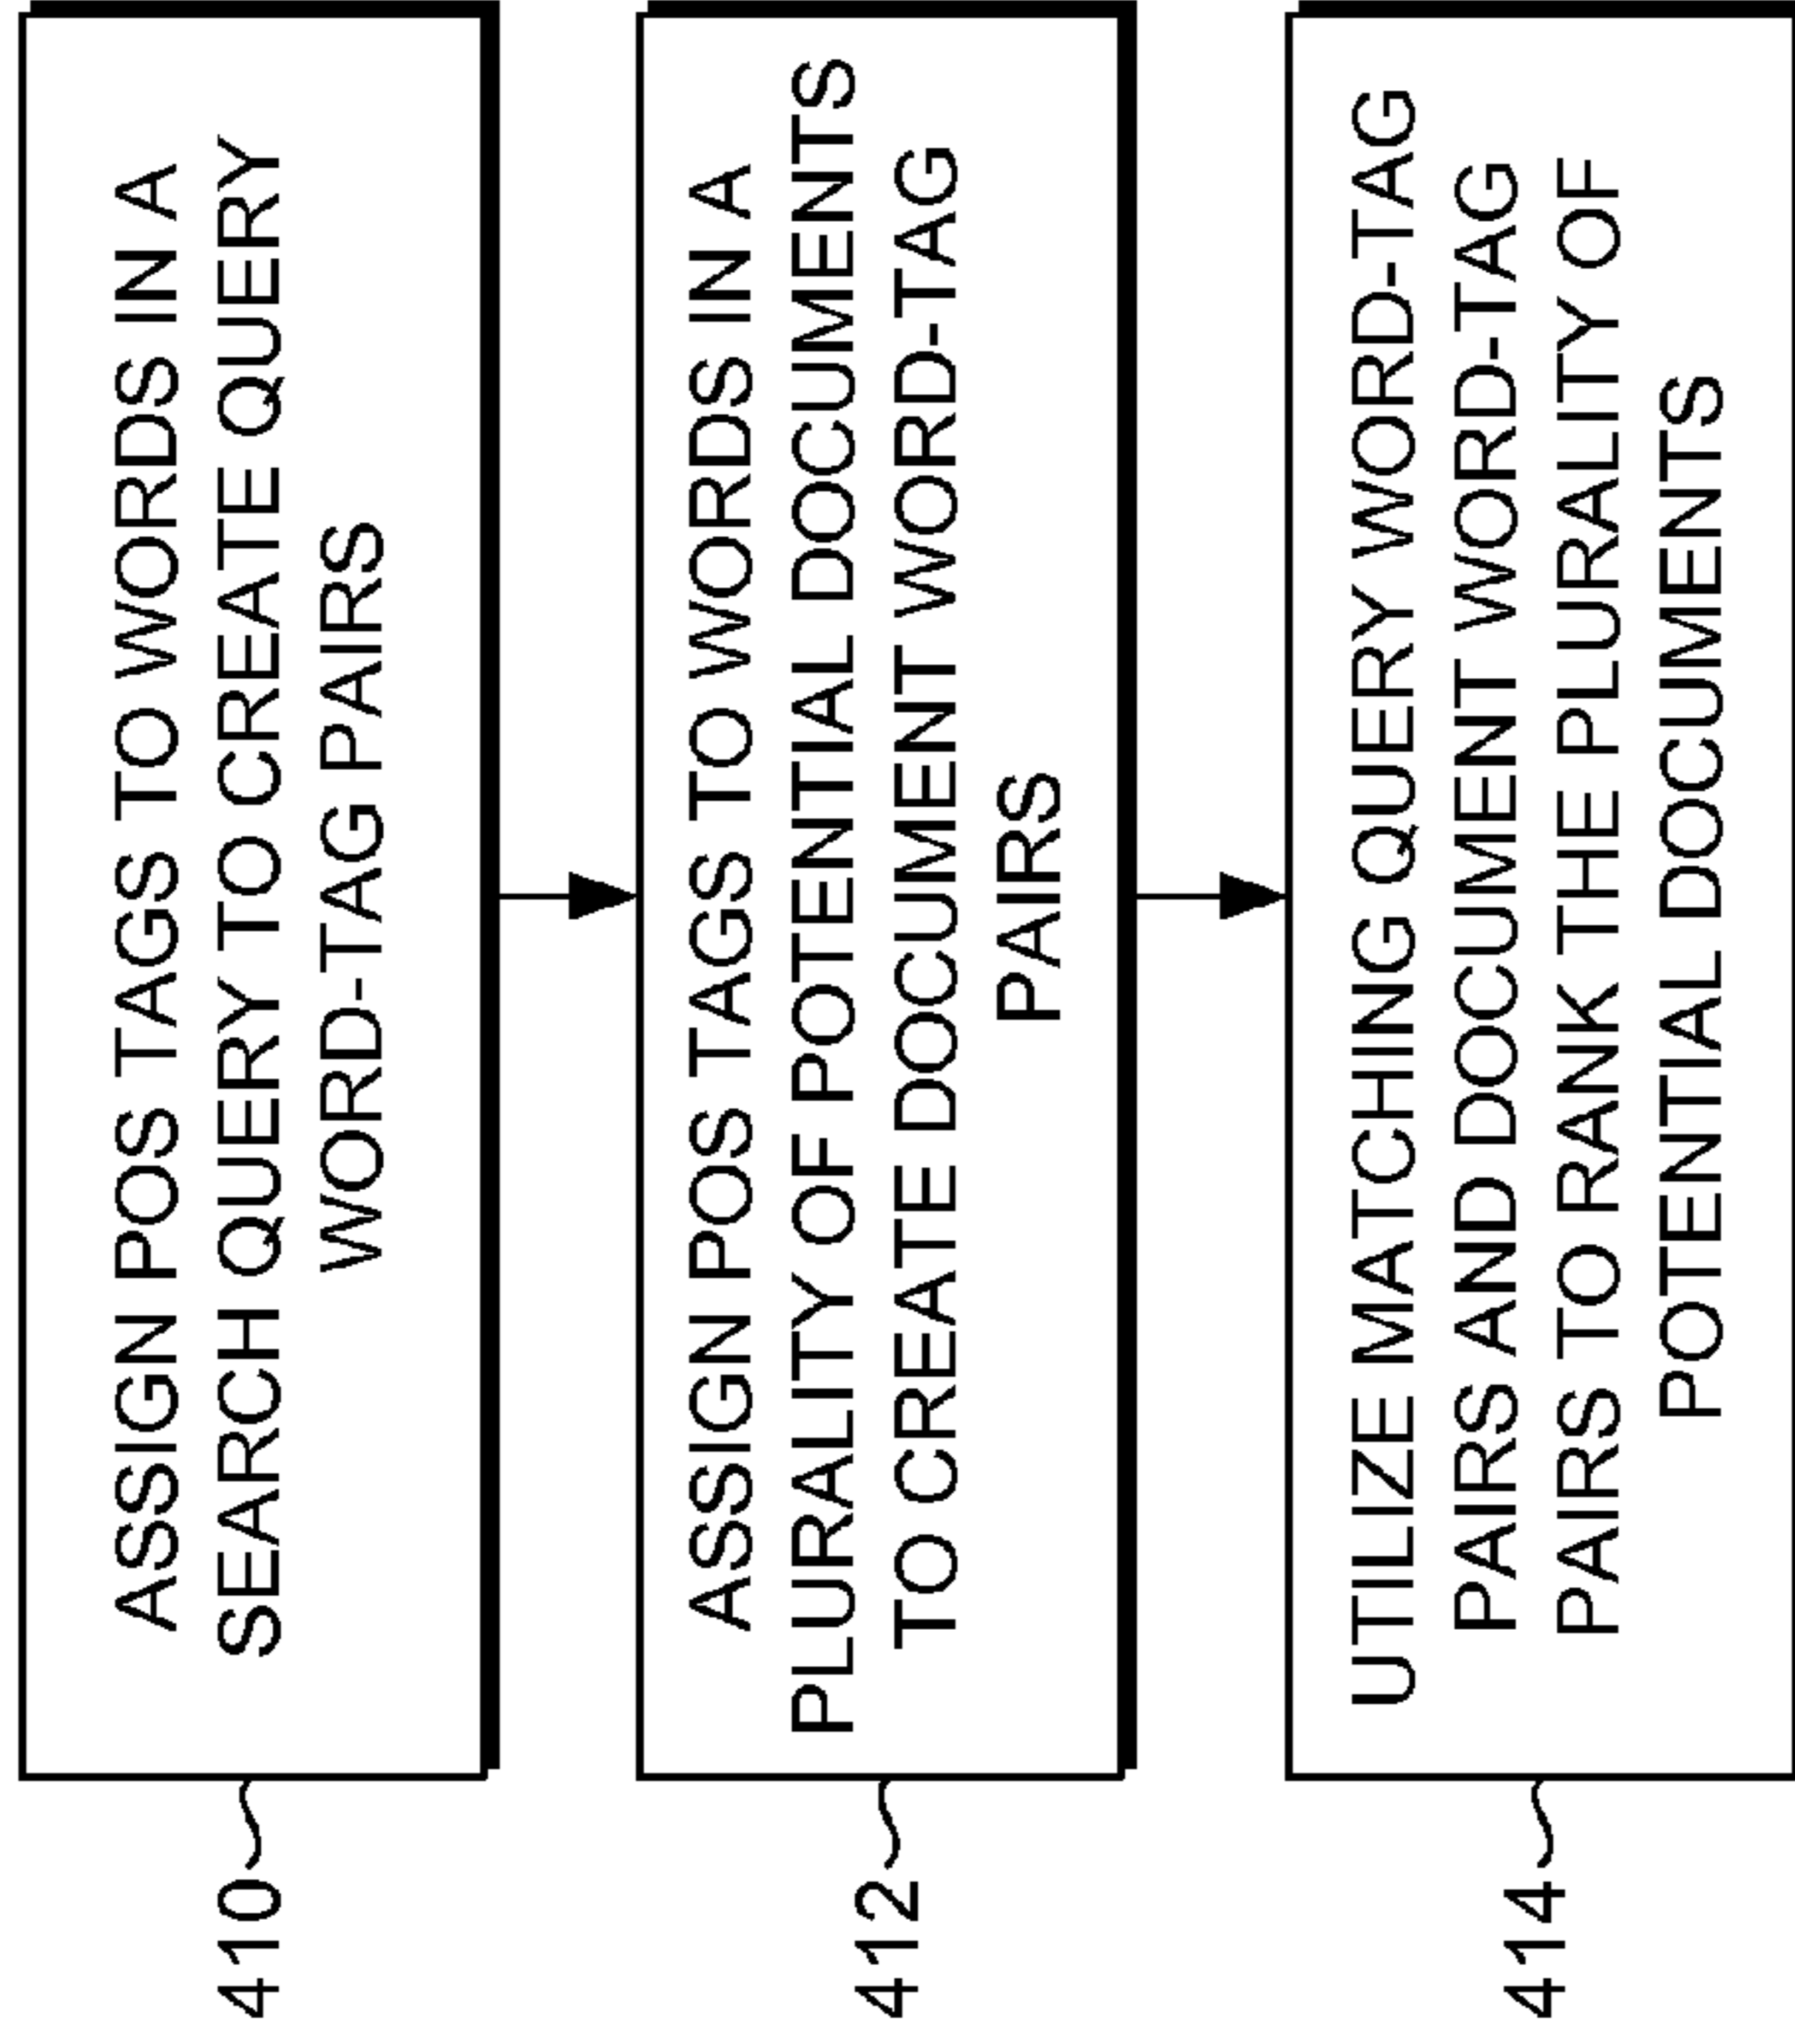 410
ASSIGN POS TAGS TO WORDS IN A
SEARCH QUERY TO CREATE QUERY
WORD-TAG PAIRS
412
ASSIGN POS TAGS TO WORDS IN A
PLURALITY OF POTENTIAL DOCUMENTS
TO CREATE DOCUMENT WORD-TAG
PAIRS
414
UTILIZE MATCHING QUERY WORD-TAG
PAIRS AND DOCUMENT WORD-TAG
PAIRS TO RANK THE PLURALITY OF
POTENTIAL DOCUMENTS